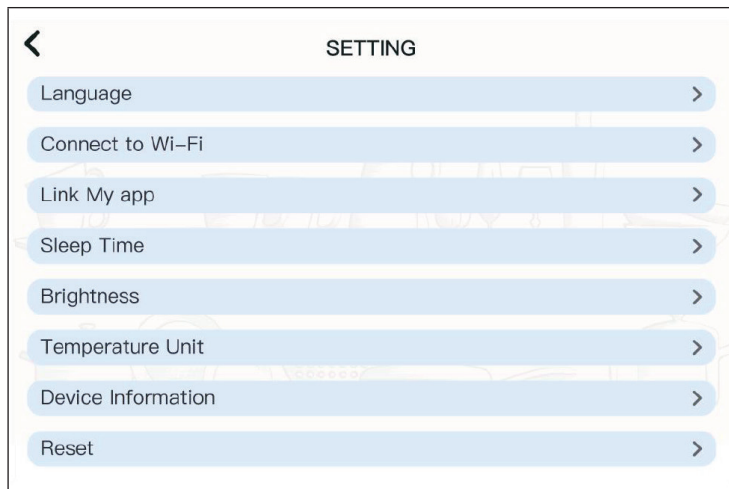 SETTING
Language
Connect to Wi-Fi
Link My app
Sleep Time
Brightness
Temperature Unit
Device Information
Reset